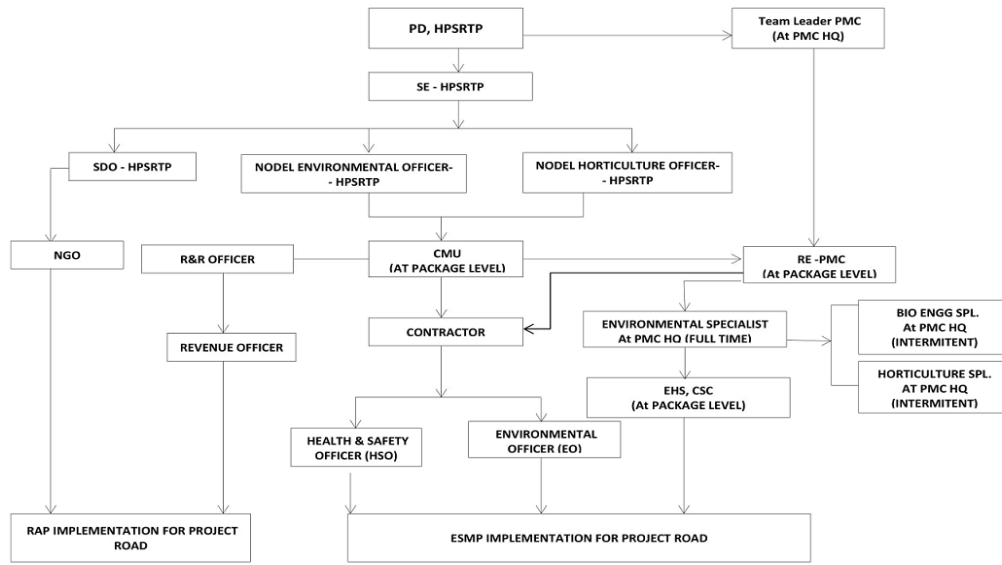 PD, HPSRTP
Team Leader PMC
(At PMC HQ)
SE - HPSRTP
SDO - HPSRTP
NODEL ENVIRONMENTAL OFFICER-
- HPSRTP
NODEL HORTICULTURE OFFICER-
- HPSRTP
NGO
R&R OFFICER
CMU
(AT PACKAGE LEVEL)
RE -PMC
(At PACKAGE LEVEL)
REVENUE OFFICER
CONTRACTOR
ENVIRONMENTAL SPECIALIST
At PMC HQ (FULL TIME)
BIO ENGG SPL.
At PMC HQ
(INTERMITENT)
HORTICULTURE SPL.
AT PMC HQ
(INTERMITENT)
EHS, CSC
(At PACKAGE LEVEL)
HEALTH & SAFETY
OFFICER (HSO)
ENVIRONMENTAL
OFFICER (EO)
RAP IMPLEMENTATION FOR PROJECT
ROAD
ESMP IMPLEMENTATION FOR PROJECT ROAD